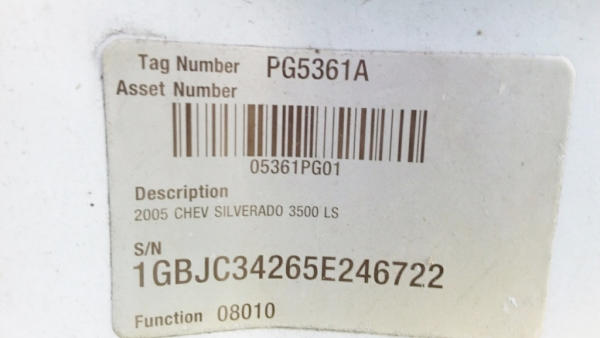 Tag Number PG5361A
Asset Number
05361PG01
Description
2005 CHEV SILVERADO 3500 LS
S/N
1GBJC34265E246722
Function 08010